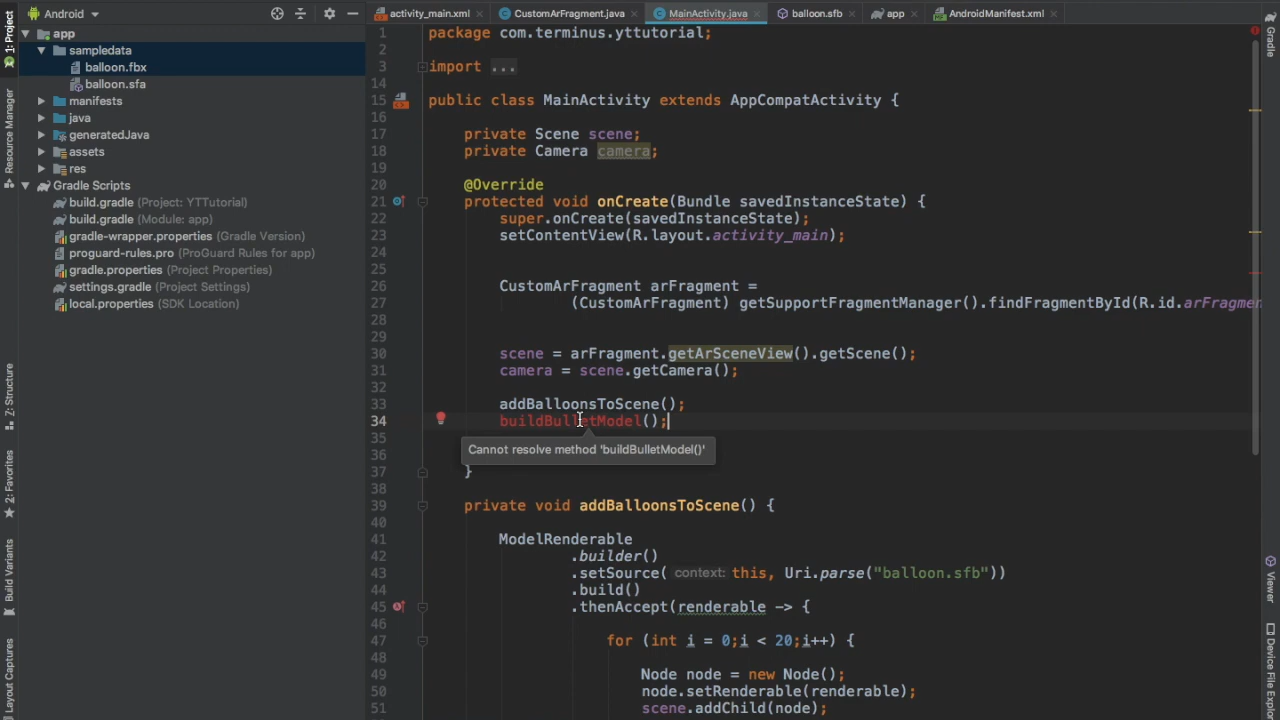 Android
activity_main.xml
CustomArFragment.java
MainActivity.java
balloon.sfb
app
AndroidManifest.xml
1: Project
Resource Manager
Z: Structure
2: Favorites
Build Variants
Layout Captures
app
sampledata
balloon.fbx
balloon.sfa
manifests
java
generatedJava
assets
res
Gradle Scripts
build.gradle (Project: YTTutorial)
build.gradle (Module: app)
gradle-wrapper.properties (Gradle Version)
proguard-rules.pro (ProGuard Rules for app)
gradle.properties (Project Properties)
settings.gradle (Project Settings)
local.properties (SDK Location)
1 package com.terminus.yttutorial;
2
3 import ...
14
15 public class MainActivity extends AppCompatActivity {
16
17 private Scene scene;
18 private Camera camera;
19
20 @Override
21 protected void onCreate(Bundle savedInstanceState) {
22 super.onCreate(savedInstanceState);
23 setContentView(R.layout.activity_main);
24
25
26 CustomArFragment arFragment =
27 (CustomArFragment) getSupportFragmentManager().findFragmentById(R.id.arFragmen
28
29
30 scene = arFragment.getArSceneView().getScene();
31 camera = scene.getCamera();
32
33 addBalloonsToScene();
34 buildBulletModel();
35
Cannot resolve method 'buildBulletModel()'
36
37 }
38
39 private void addBalloonsToScene() {
40
41 ModelRenderable
42 .builder()
43 .setSource( context: this, Uri.parse("balloon.sfb"))
44 .build()
45 .thenAccept(renderable -> {
46
47 for (int i = 0;i < 20;i++) {
48
49 Node node = new Node();
50 node.setRenderable(renderable);
51 scene.addChild(node);
Gradle
Viewer
Device File Explo